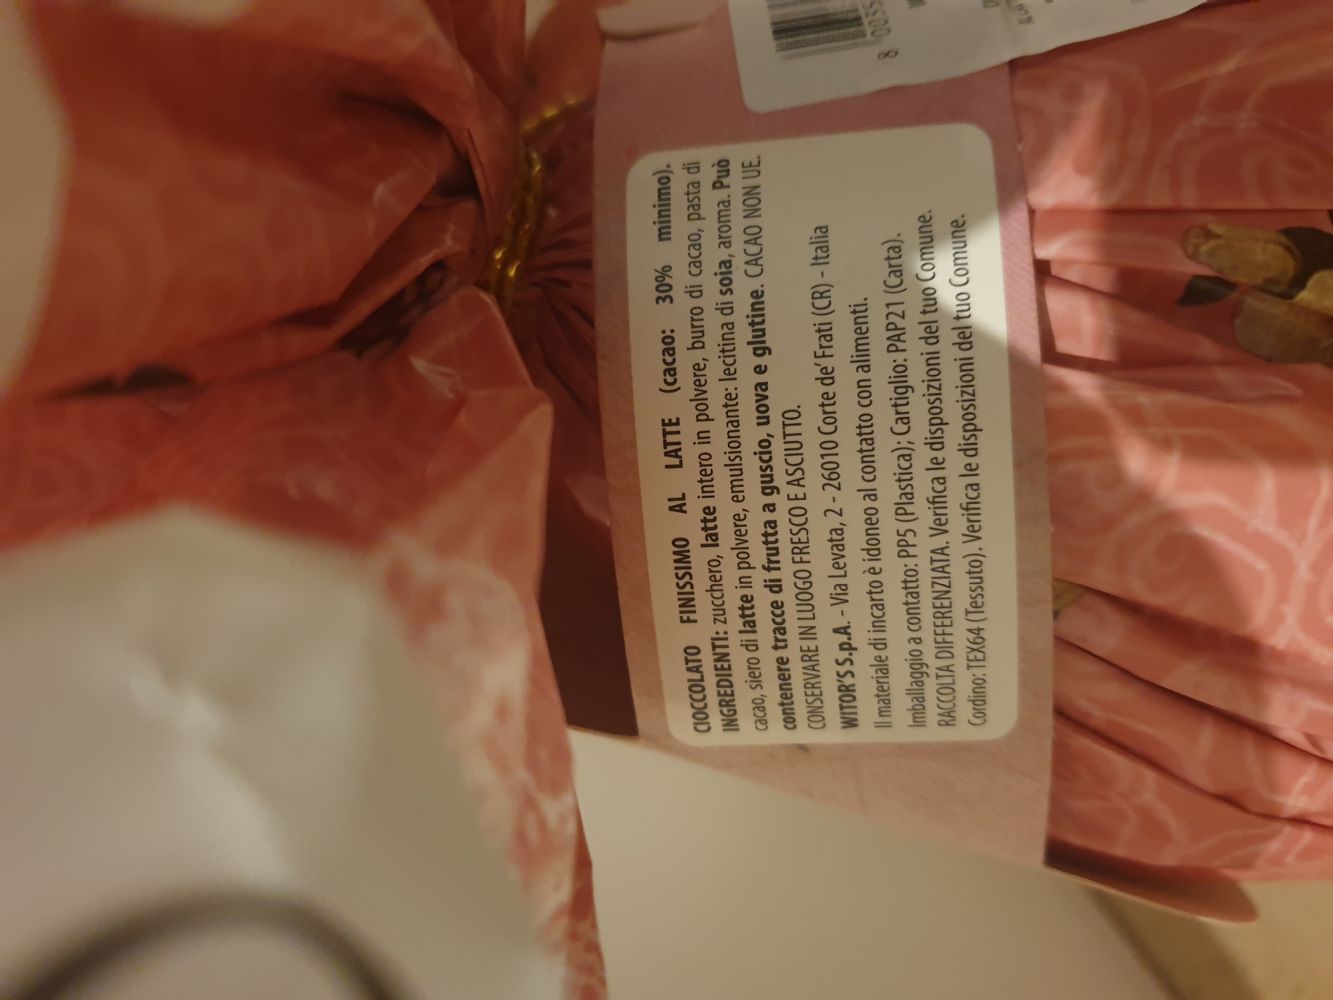 CIOCCOLATO FINISSIMO AL LATTE (cacao: 30% minimo).
INGREDIENTI: zucchero, latte intero in polvere, burro di cacao, pasta di
cacao, siero di latte in polvere, emulsionante: lecitina di soia, aroma. Può
contenere tracce di frutta a guscio, uova e glutine. CACAO NON UE.
CONSERVARE IN LUOGO FRESCO E ASCIUTTO.
WITOR'S S.p.A. - Via Levata, 2 - 26010 Corte de' Frati (CR) - Italia
Il materiale di incarto è idoneo al contatto con alimenti.
Imballaggio a contatto: PP5 (Plastica); Cartiglio: PAP21 (Carta).
RACCOLTA DIFFERENZIATA. Verifica le disposizioni del tuo Comune.
Cordino: TEX64 (Tessuto). Verifica le disposizioni del tuo Comune.